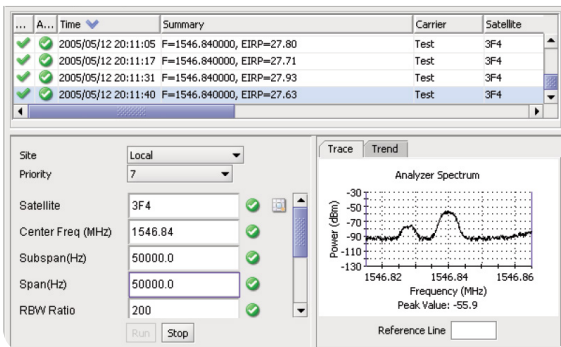 ... A... Time Summary Carrier Satellite
2005/05/12 20:11:05 F=1546.840000, EIRP=27.80 Test 3F4
2005/05/12 20:11:17 F=1546.840000, EIRP=27.71 Test 3F4
2005/05/12 20:11:31 F=1546.840000, EIRP=27.93 Test 3F4
2005/05/12 20:11:40 F=1546.840000, EIRP=27.63 Test 3F4
Site Local
Priority 7
Satellite 3F4
Center Freq (MHz) 1546.84
Subspan(Hz) 50000.0
Span(Hz) 50000.0
RBW Ratio 200
Run Stop
Trace Trend
Analyzer Spectrum
Power (dBm)
-30
-50
-70
-90
-110
-130
1546.82 1546.84 1546.86
Frequency (MHz)
Peak Value: -55.9
Reference Line